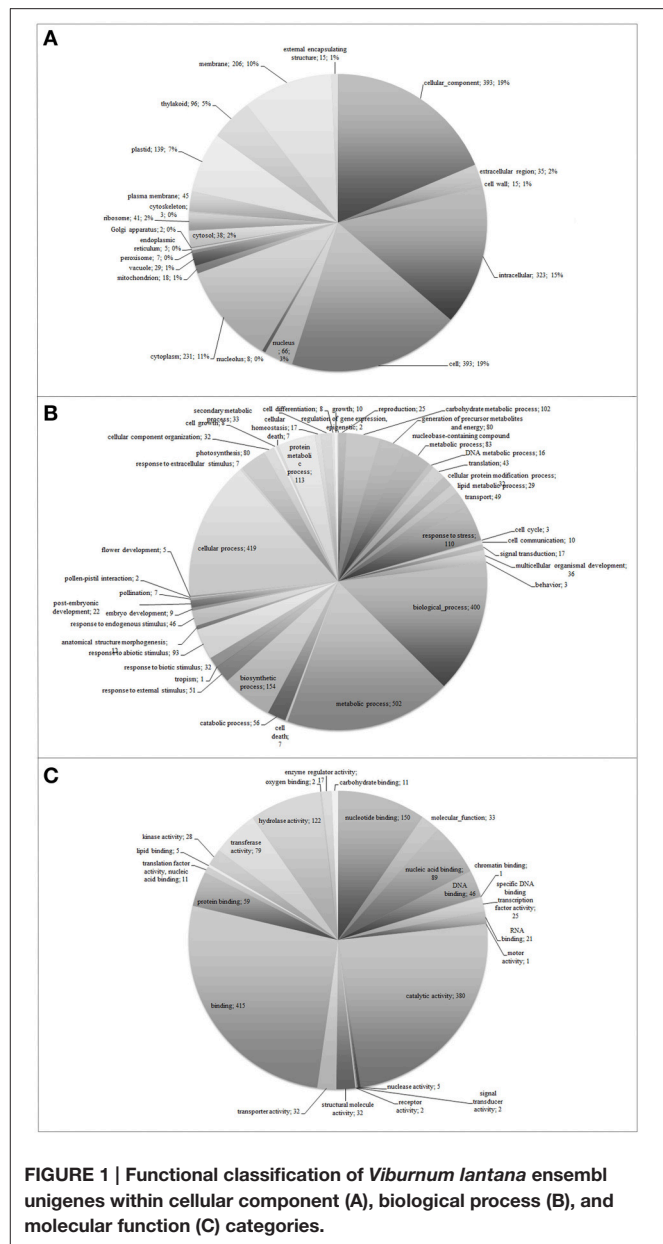 A
external encapsulating
structure; 15; 1%
membrane; 206; 10%
cellular_component; 393; 19%
thylakoid; 96; 5%
plastid; 139; 7%
extracellular region; 35; 2%
cell wall; 15; 1%
plasma membrane; 45
cytoskeleton;
3; 0%
ribosome; 41; 2%
Golgi apparatus; 2; 0%
cytosol; 38; 2%
endoplasmic
reticulum; 5; 0%
peroxisome; 7; 0%
vacuole; 29; 1%
mitochondrion; 18; 1%
intracellular; 323; 15%
cytoplasm; 231; 11%
nucleolus; 8; 0%
nucleus
; 66;
3%
cell; 393; 19%
B
secondary metabolic
process; 33
cell growth; 8
cellular component organization; 32
photosynthesis; 80
response to extracellular stimulus; 7
cell differentiation; 8
cellular
homeostasis; 17
death; 7
growth; 10
regulation of gene expression,
epigenetic; 2
reproduction; 25
carbohydrate metabolic process; 102
generation of precursor metabolites
and energy; 80
nucleobase-containing compound
metabolic process; 83
DNA metabolic process; 16
translation; 43
cellular protein modification process;
32
lipid metabolic process; 29
transport; 49
protein
metaboli
c
process;
113
response to stress;
110
cell cycle; 3
cell communication; 10
signal transduction; 17
multicellular organismal development;
36
behavior; 3
cellular process; 419
flower development; 5
pollen-pistil interaction; 2
pollination; 7
post-embryonic
development; 22
embryo development; 9
response to endogenous stimulus; 46
anatomical structure morphogenesis;
response to abiotic stimulus; 93
response to biotic stimulus; 32
tropism; 1
response to external stimulus; 51
biosynthetic
process; 154
biological_process; 400
metabolic process; 502
catabolic process; 56
cell
death;
7
C
enzyme regulator activity;
17
oxygen binding; 2
carbohydrate binding; 11
hydrolase activity; 122
nucleotide binding; 150
molecular_function; 33
kinase activity; 28
transferase activity;
79
lipid binding; 5
translation factor
activity, nucleic
acid binding; 11
protein binding; 59
nucleic acid binding;
89
DNA
binding; 46
chromatin binding;
1
specific DNA
binding
transcription
factor activity;
25
RNA
binding; 21
motor
activity; 1
binding; 415
catalytic activity; 380
nuclease activity; 5
signal
transducer
activity; 2
receptor
activity; 2
structural molecule
activity; 32
transporter activity; 32
FIGURE 1 | Functional classification of Viburnum lantana ensembl
unigenes within cellular component (A), biological process (B), and
molecular function (C) categories.